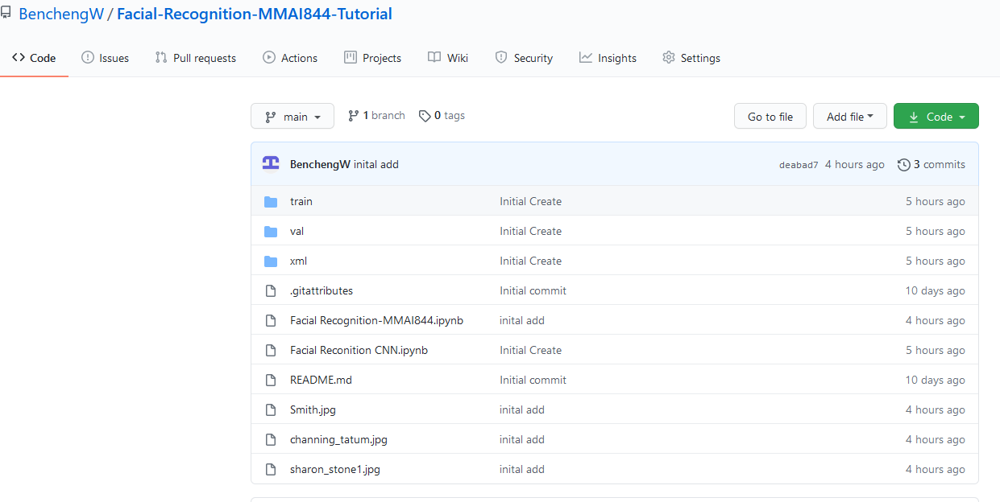 BenchengW / Facial-Recognition-MMAI844-Tutorial
Code Issues Pull requests Actions Projects Wiki Security Insights Settings
main 1 branch 0 tags Go to file Add file Code
BenchengW inital add deabad7 4 hours ago 3 commits
train Initial Create 5 hours ago
val Initial Create 5 hours ago
xml Initial Create 5 hours ago
.gitattributes Initial commit 10 days ago
Facial Recognition-MMAI844.ipynb inital add 4 hours ago
Facial Reconition CNN.ipynb Initial Create 5 hours ago
README.md Initial commit 10 days ago
Smith.jpg inital add 4 hours ago
channing_tatum.jpg inital add 4 hours ago
sharon_stone1.jpg inital add 4 hours ago